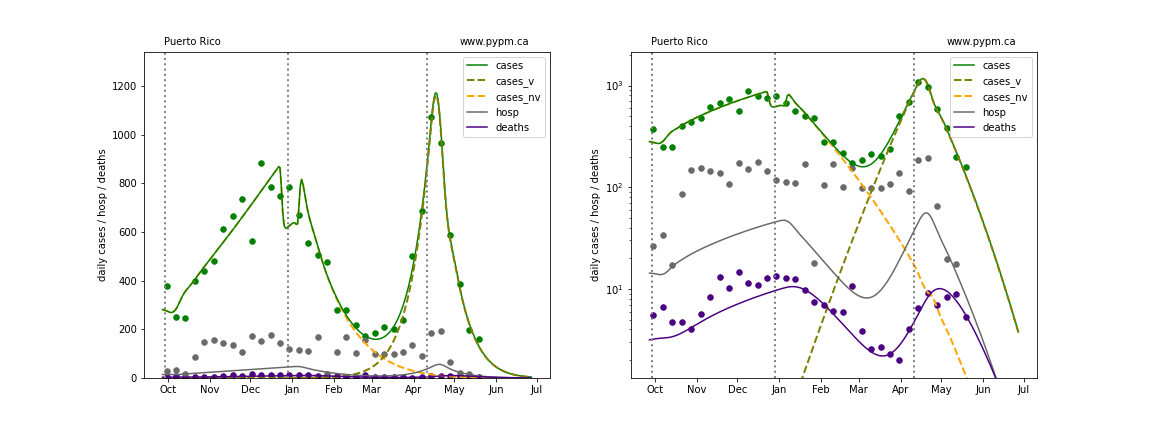 Puerto Rico www.pypm.ca
1200
1000
800
600
400
200
0
daily cases / hosp / deaths
cases
cases_v
cases_nv
hosp
deaths
Oct Nov Dec Jan Feb Mar Apr May Jun Jul
Puerto Rico www.pypm.ca
10³
10²
10¹
daily cases / hosp / deaths
cases
cases_v
cases_nv
hosp
deaths
Oct Nov Dec Jan Feb Mar Apr May Jun Jul